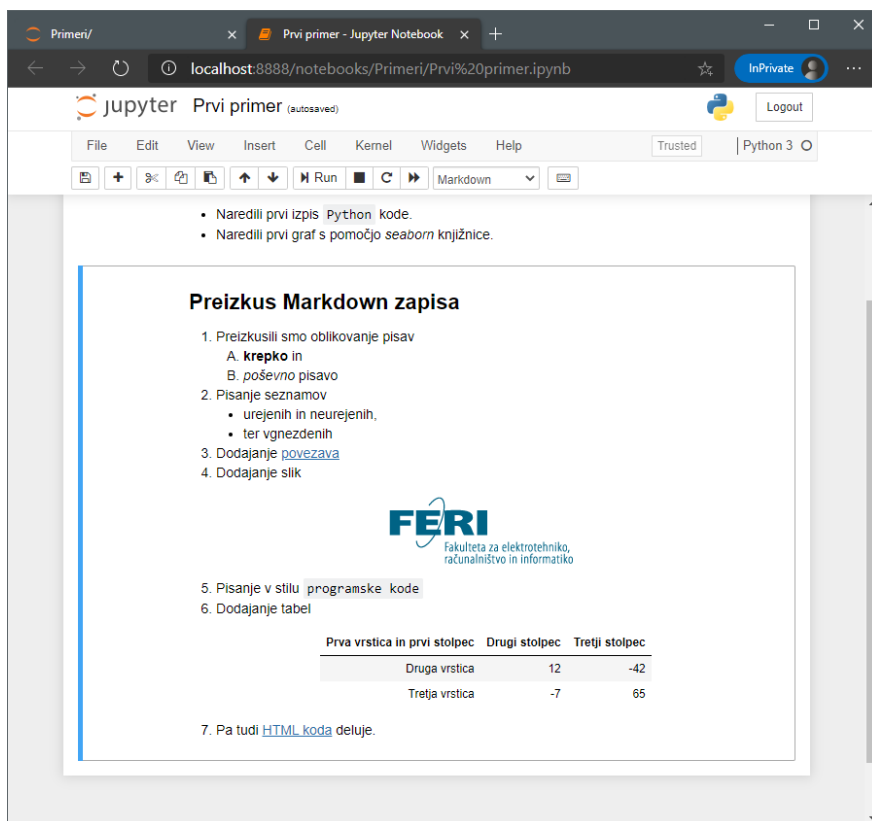 Primeri/
Prvi primer - Jupyter Notebook
localhost:8888/notebooks/Primeri/Prvi%20primer.ipynb
InPrivate
jupyter Prvi primer (autosaved)
Logout
File Edit View Insert Cell Kernel Widgets Help Trusted Python 3
Run Markdown
• Naredili prvi izpis Python kode.
• Naredili prvi graf s pomočjo seaborn knjižnice.
Preizkus Markdown zapisa
1. Preizkusili smo oblikovanje pisav
A. krepko in
B. poševno pisavo
2. Pisanje seznamov
• urejenih in neurejenih,
• ter vgnezdenih
3. Dodajanje povezava
4. Dodajanje slik
FERI
Fakulteta za elektrotehniko,
računalništvo in informatiko
5. Pisanje v stilu programske kode
6. Dodajanje tabel
Prva vrstica in prvi stolpec Drugi stolpec Tretji stolpec
Druga vrstica 12 -42
Tretja vrstica -7 65
7. Pa tudi HTML koda deluje.